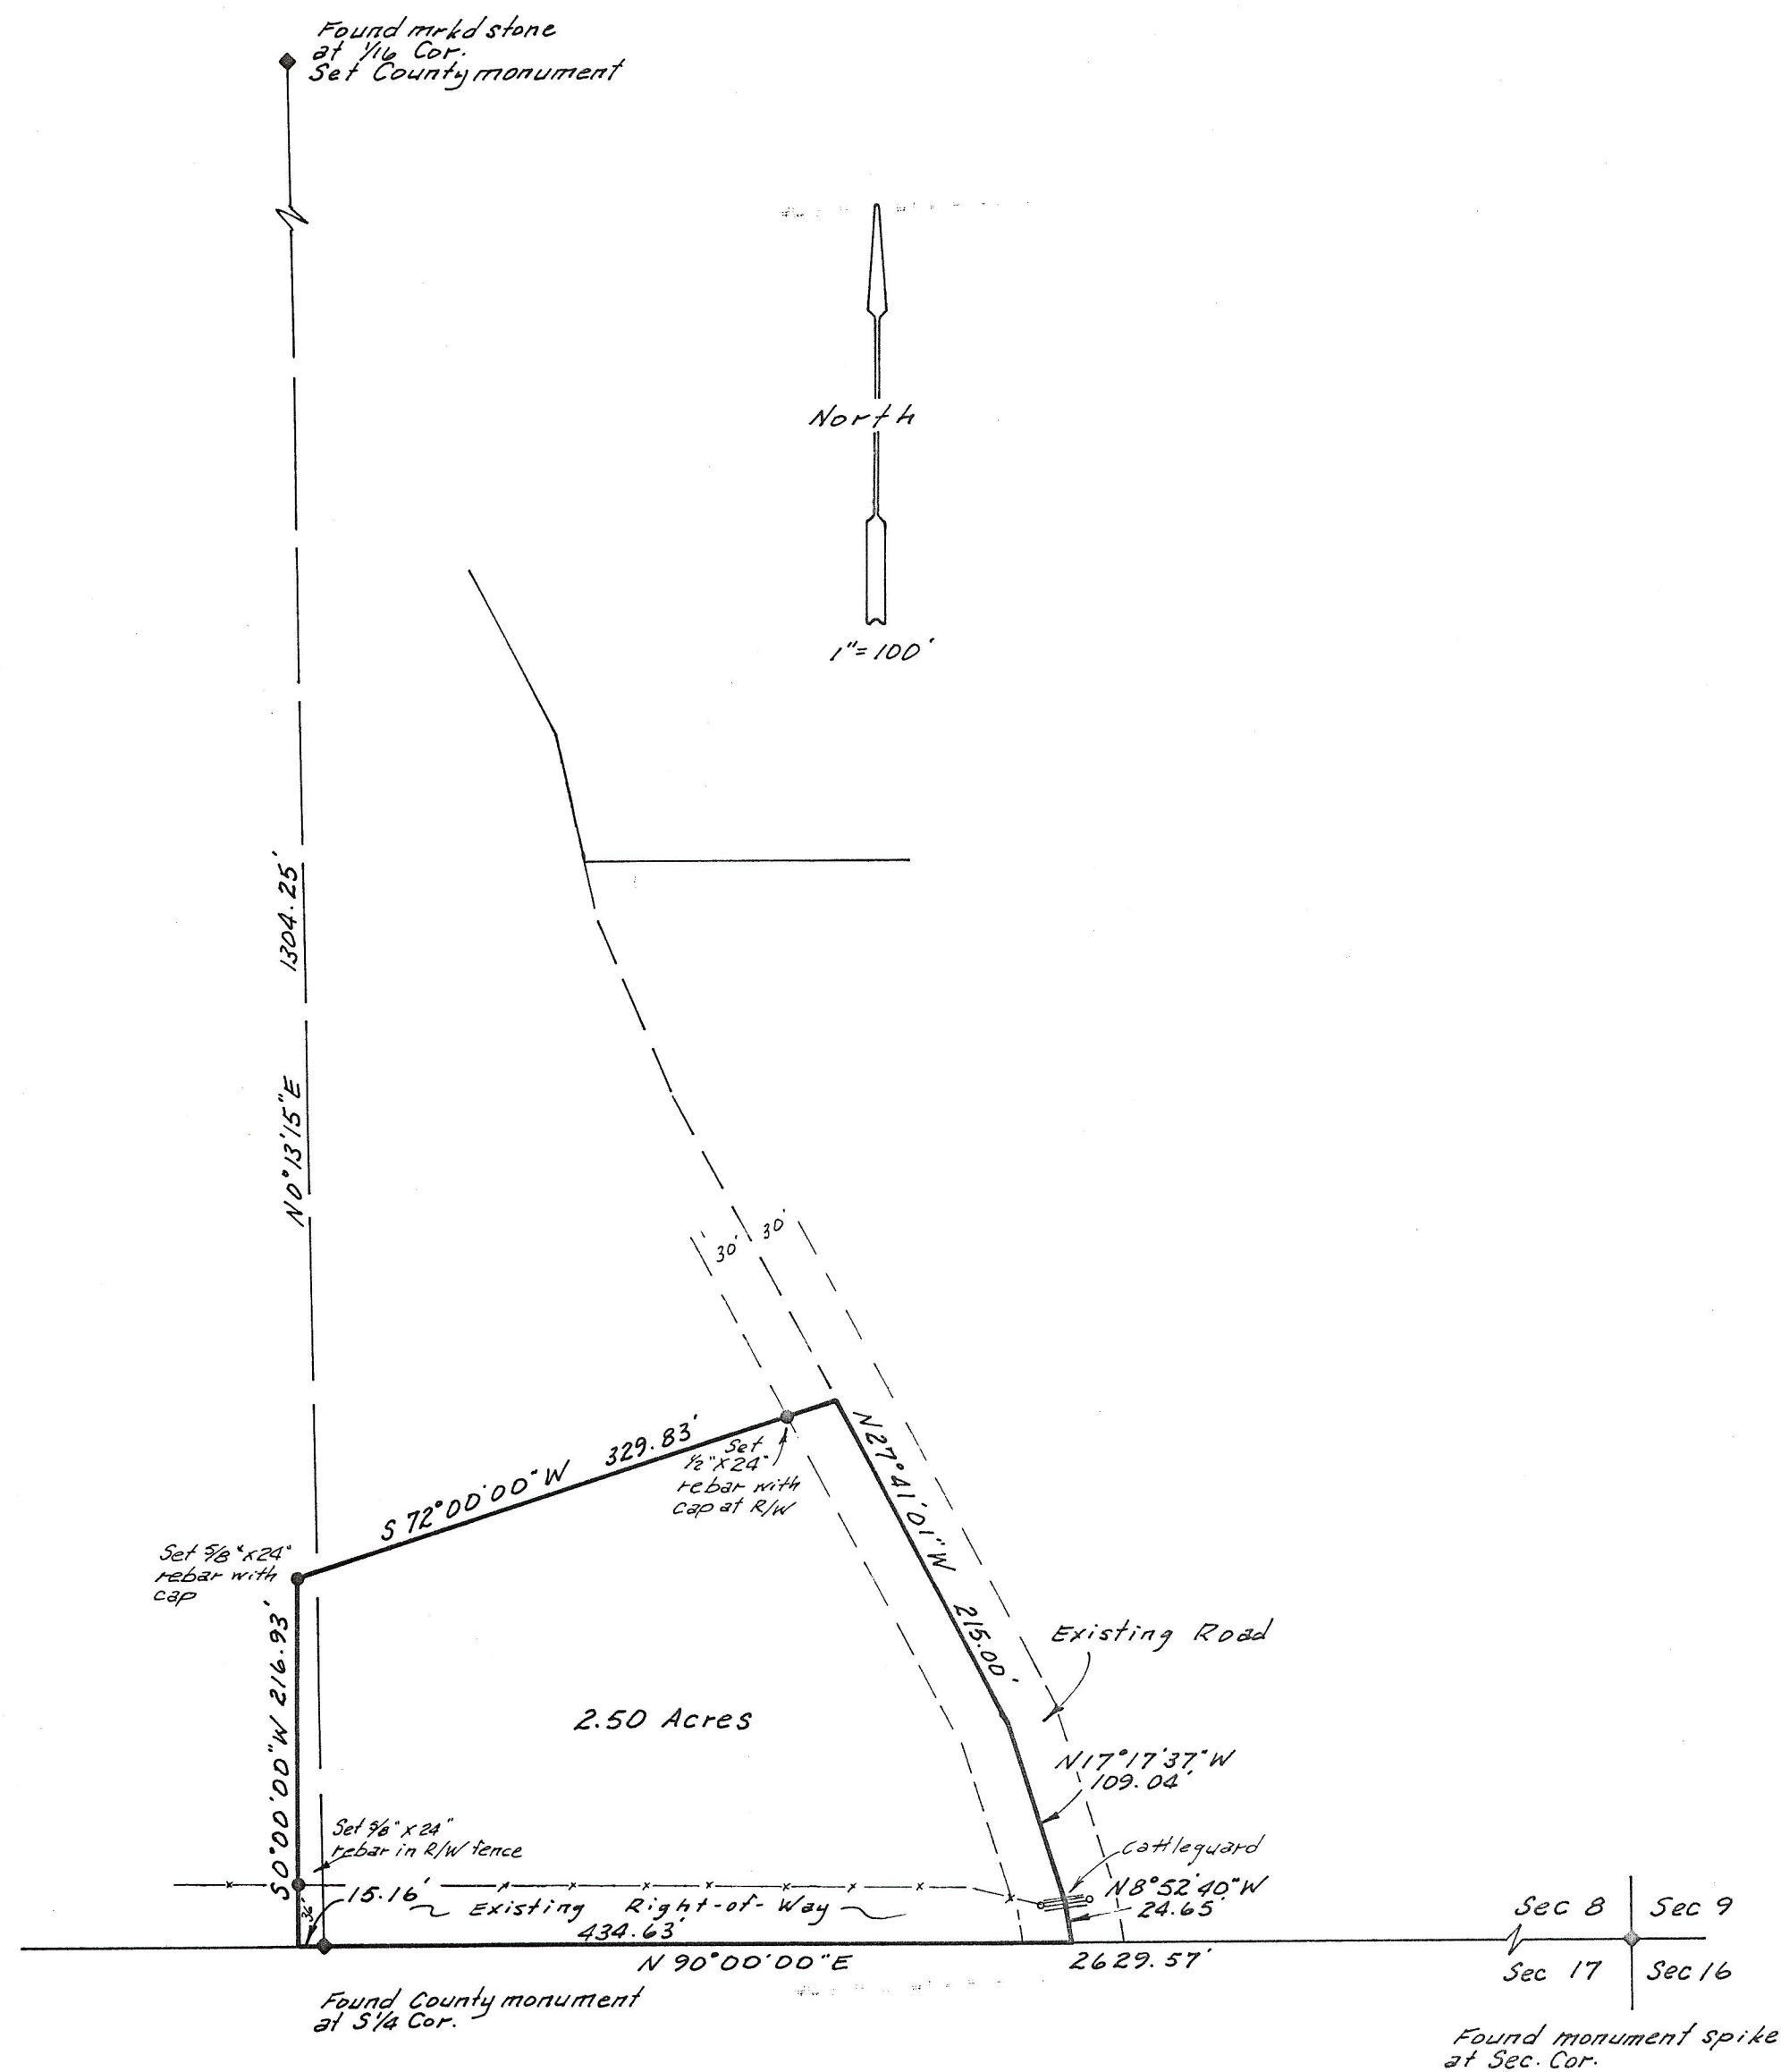 Found mrkd stone
at 1/16 Cor.
Set County monument
North
1"=100'
1304.25'
N0°13'15"E
30' 30'
S 72°00'00"W 329.83'
Set
1/2"X24"
rebar with
cap at R/W
N27°41'01"W 215.00'
Set 5/8"x24"
rebar with
cap
S0°00'00"W 216.93'
Existing Road
2.50 Acres
N17°17'37"W
109.04'
Set 5/8"x24"
rebar in R/W fence
Cattleguard
N8°52'40"W
24.65'
15.16'
36'
Existing Right-of-Way
434.63'
N 90°00'00"E
2629.57'
Sec 8 Sec 9
Sec 17 Sec 16
Found County monument
at S1/4 Cor.
Found monument spike
at Sec. Cor.